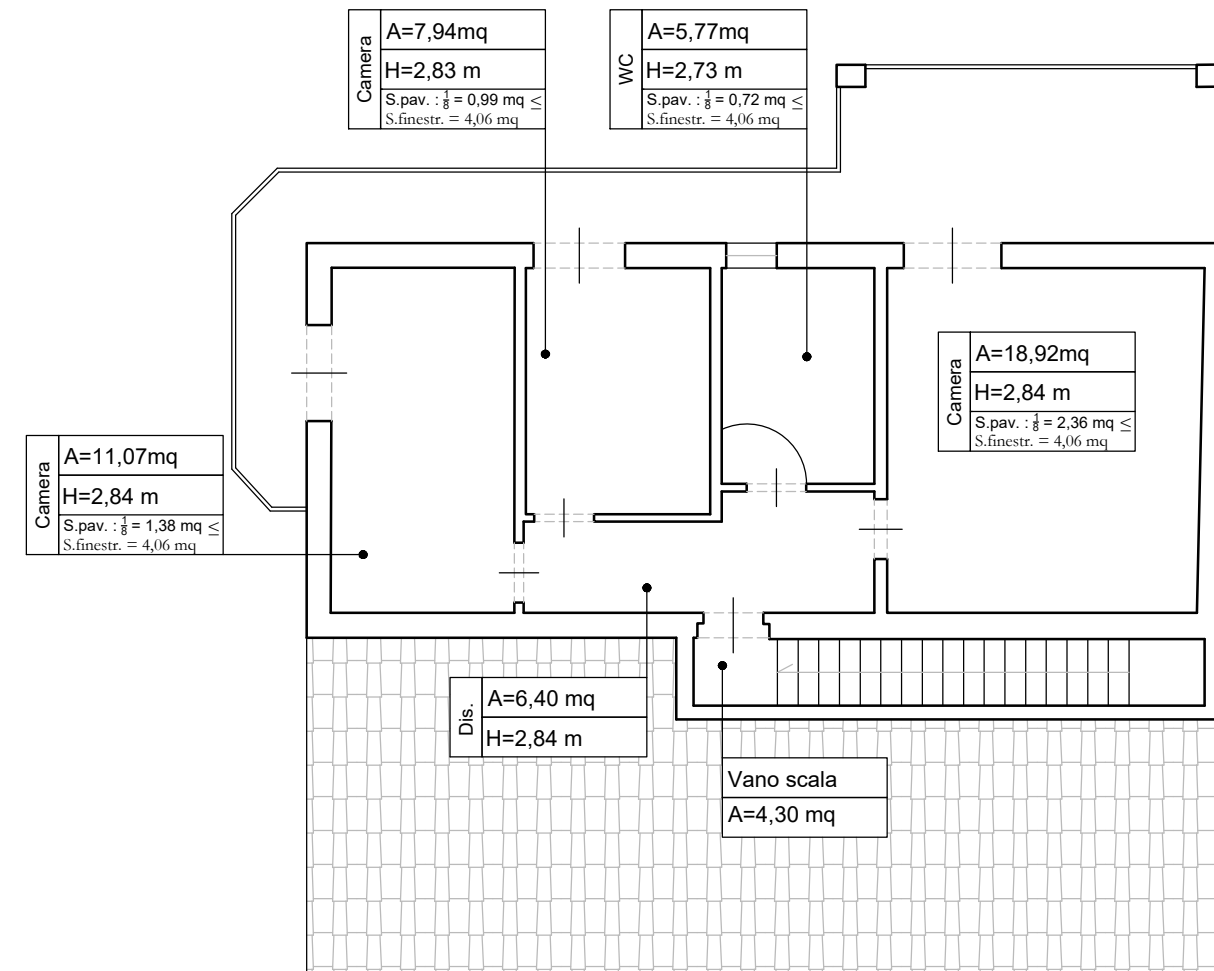 Camera
A=7,94mq
H=2,83 m
S.pav. : 1/8 = 0,99 mq ≤
S.finestr. = 4,06 mq
WC
A=5,77mq
H=2,73 m
S.pav. : 1/8 = 0,72 mq ≤
S.finestr. = 4,06 mq
Camera
A=18,92mq
H=2,84 m
S.pav. : 1/8 = 2,36 mq ≤
S.finestr. = 4,06 mq
Camera
A=11,07mq
H=2,84 m
S.pav. : 1/8 = 1,38 mq ≤
S.finestr. = 4,06 mq
Dis.
A=6,40 mq
H=2,84 m
Vano scala
A=4,30 mq